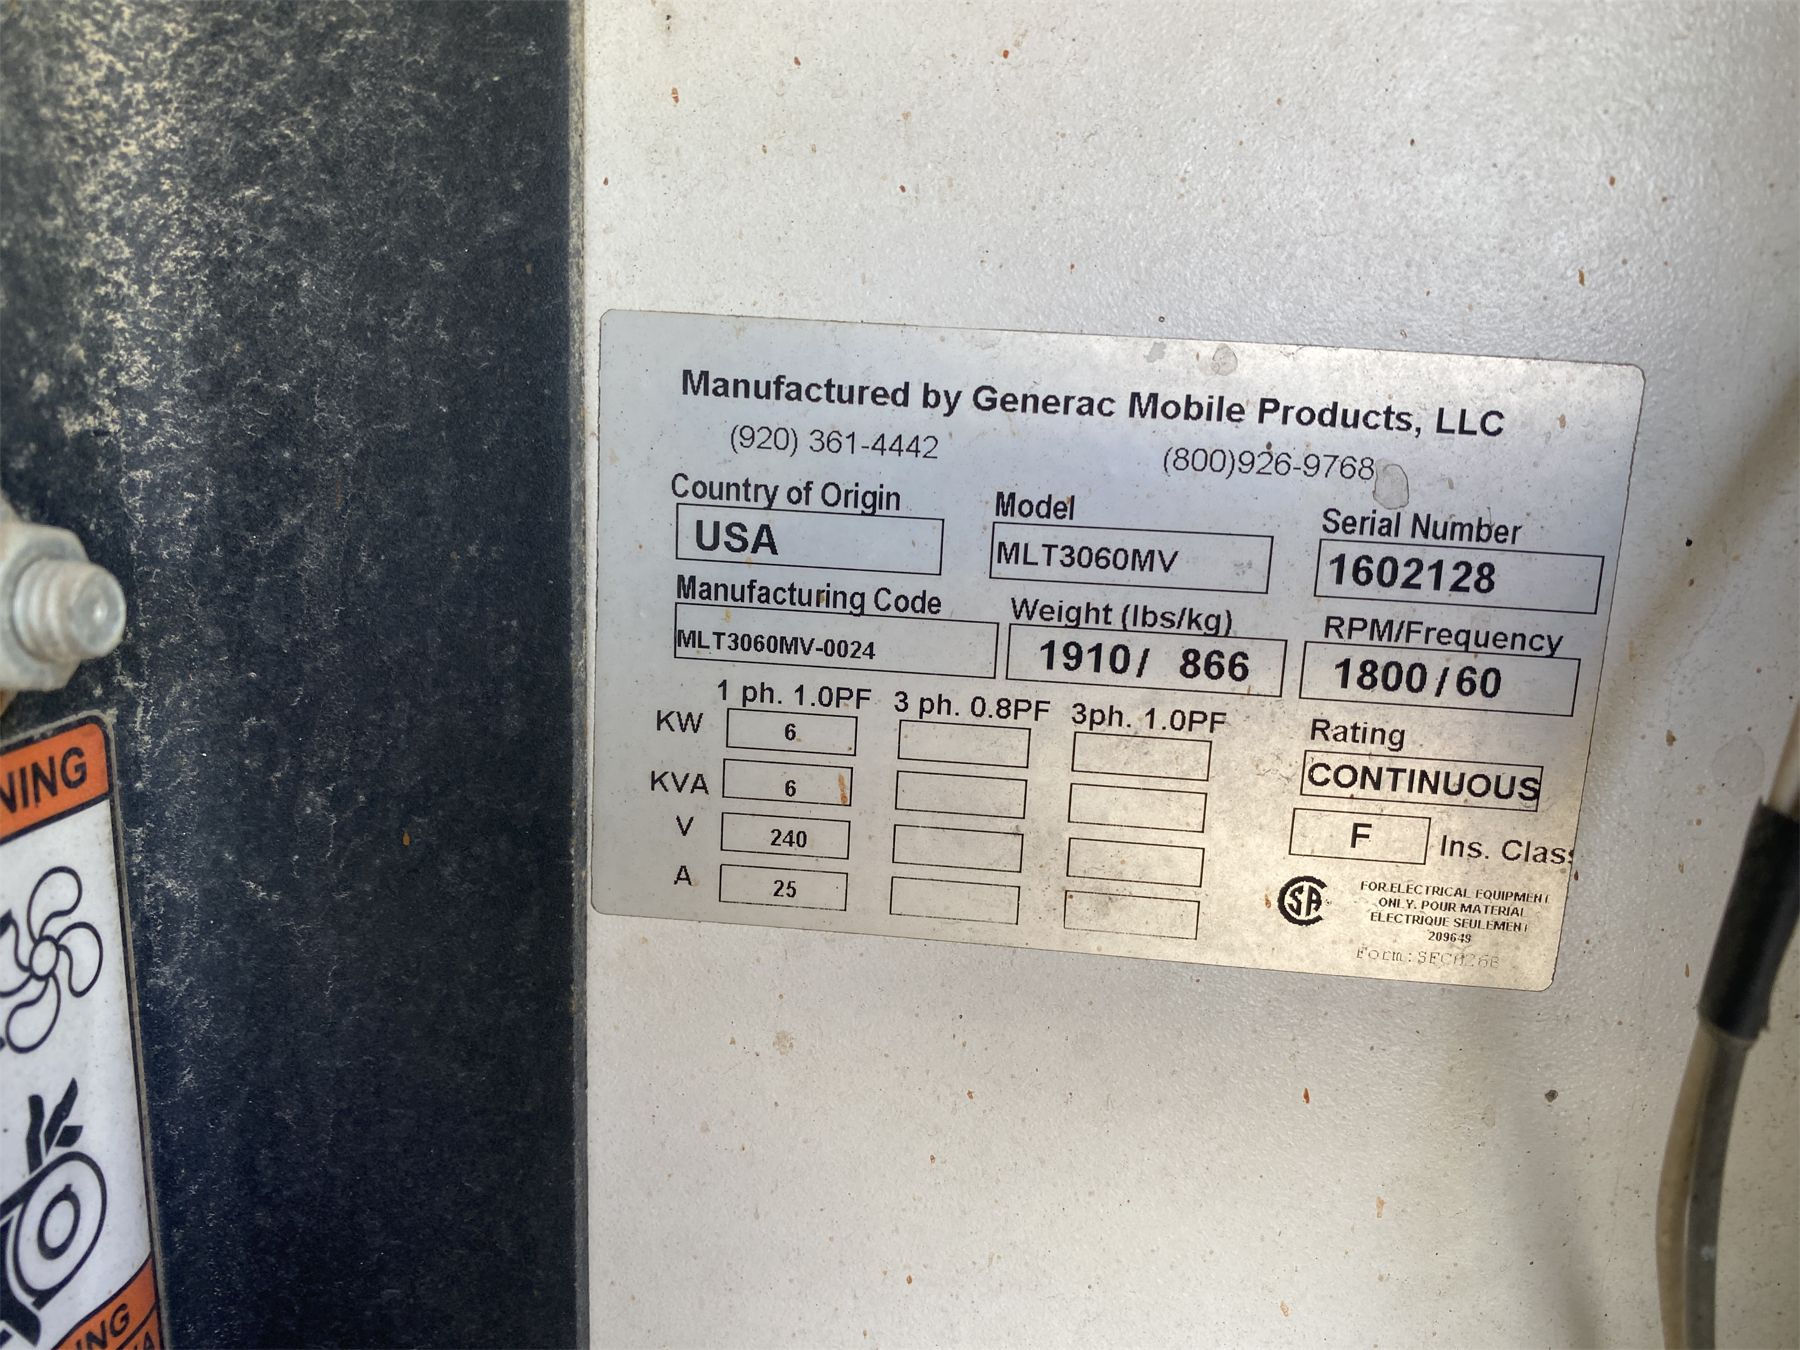 Manufactured by Generac Mobile Products, LLC
(920) 361-4442 (800)926-9768
Country of Origin Model Serial Number
USA MLT3060MV 1602128
Manufacturing Code Weight (lbs/kg) RPM/Frequency
MLT3060MV-0024 1910/ 866 1800/60
1 ph. 1.0PF 3 ph. 0.8PF 3ph. 1.0PF Rating
KW 6 CONTINUOUS
KVA 6
V 240 F Ins. Class
A 25
SA FOR ELECTRICAL EQUIPMENT
ONLY. POUR MATERIAL
ELECTRIQUE SEULEMENT
209649
Form:
NING
ING